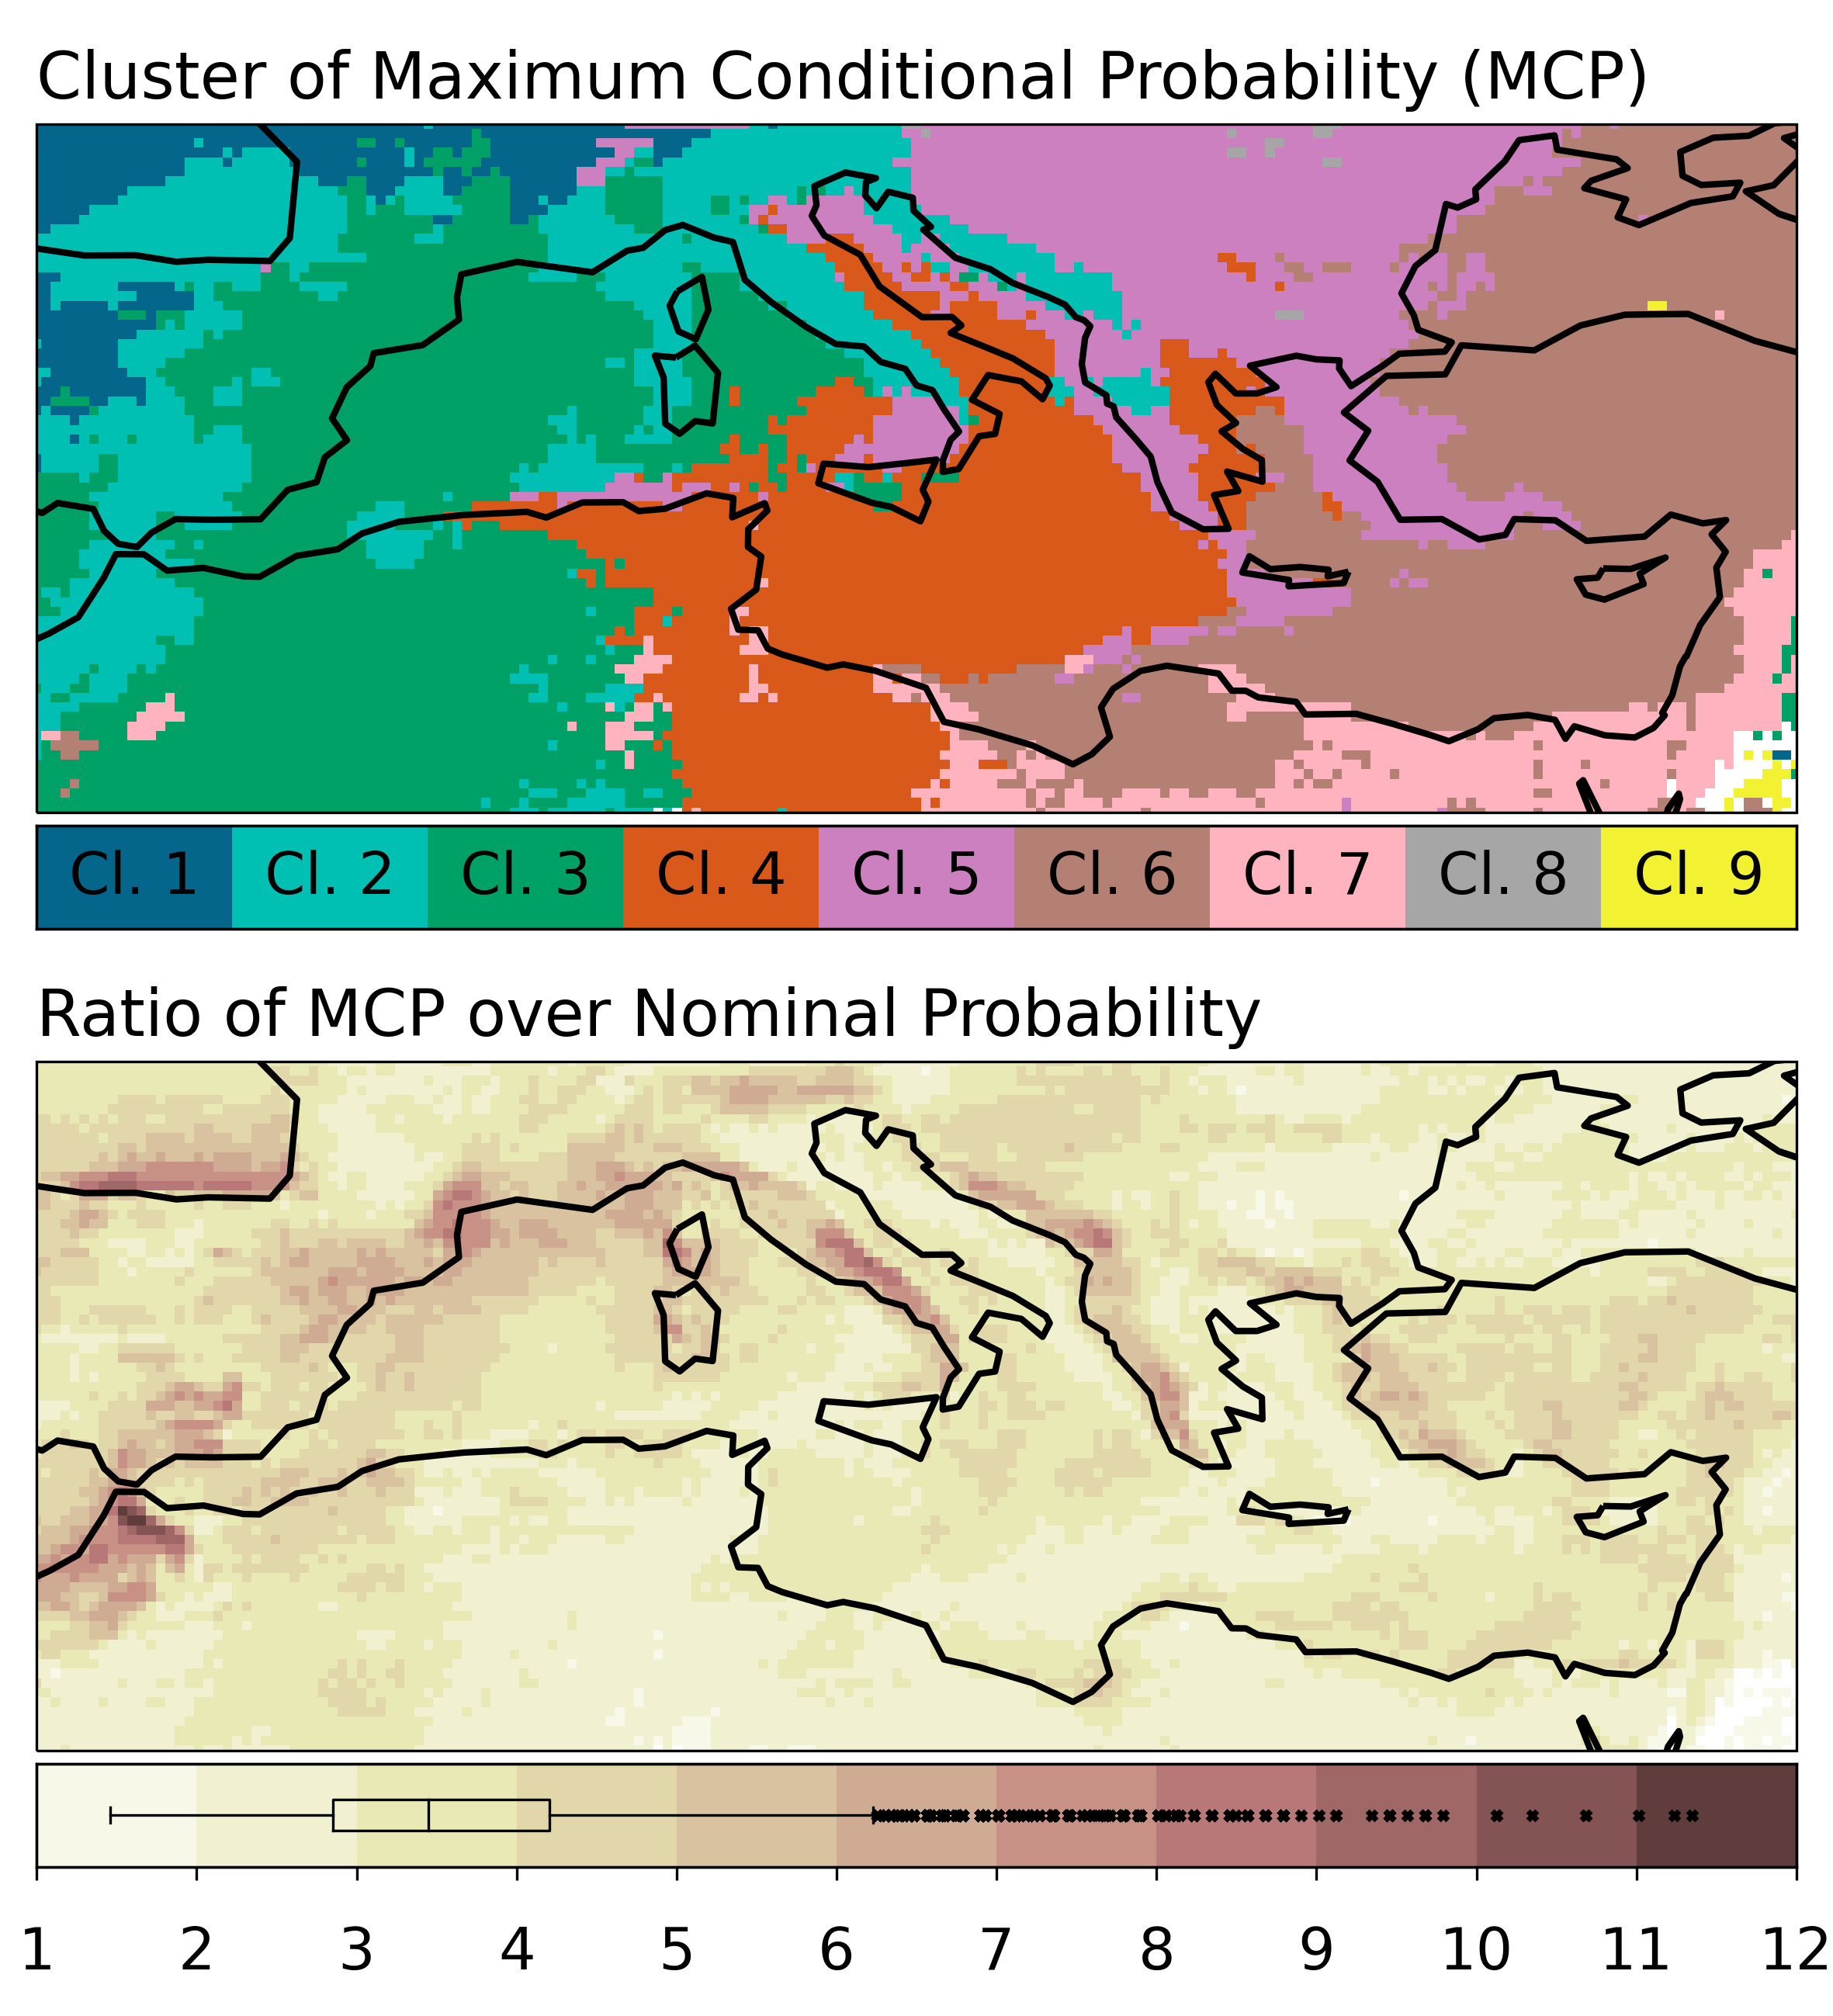 Cluster of Maximum Conditional Probability (MCP)
Cl. 1 Cl. 2 Cl. 3 Cl. 4 Cl. 5 Cl. 6 Cl. 7 Cl. 8 Cl. 9
Ratio of MCP over Nominal Probability
1 2 3 4 5 6 7 8 9 10 11 12